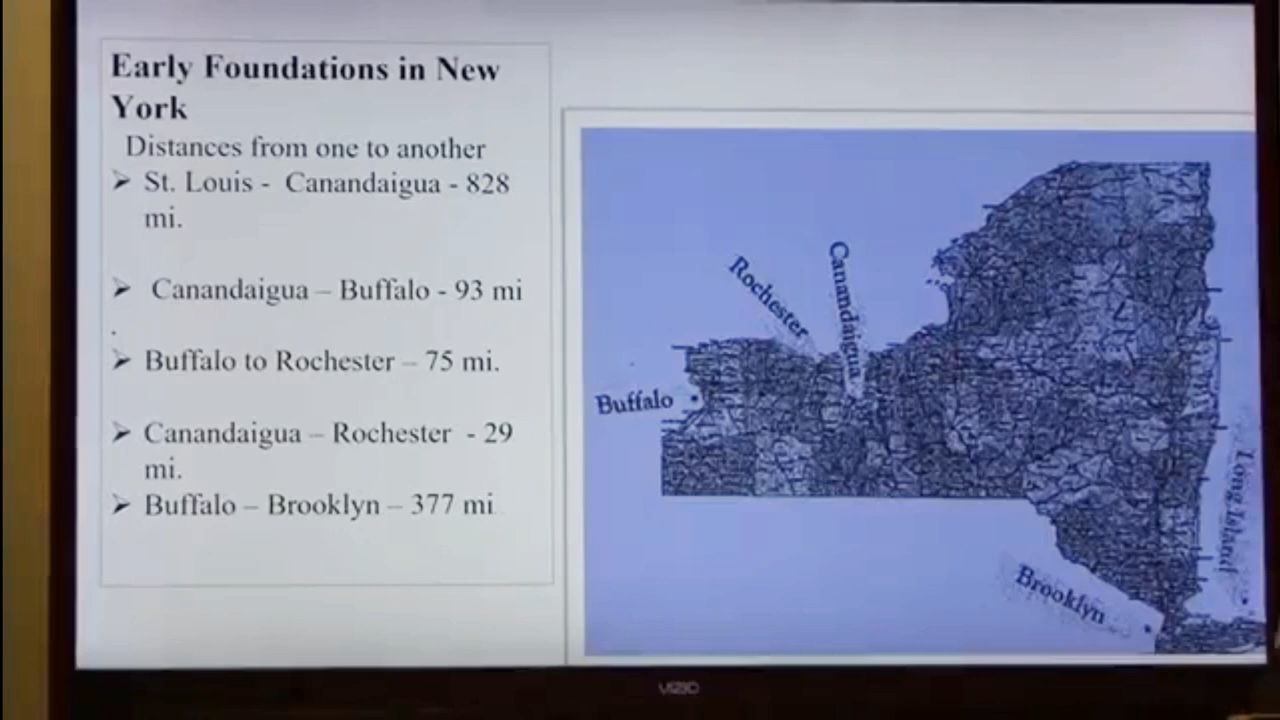 Early Foundations in New
York
Distances from one to another
➢ St. Louis - Canandaigua - 828
mi.
➢ Canandaigua – Buffalo - 93 mi
.
➢ Buffalo to Rochester – 75 mi.
➢ Canandaigua – Rochester - 29
mi.
➢ Buffalo – Brooklyn – 377 mi
Rochester
Canandaigua
Buffalo
Long Island
Brooklyn
VIZIO